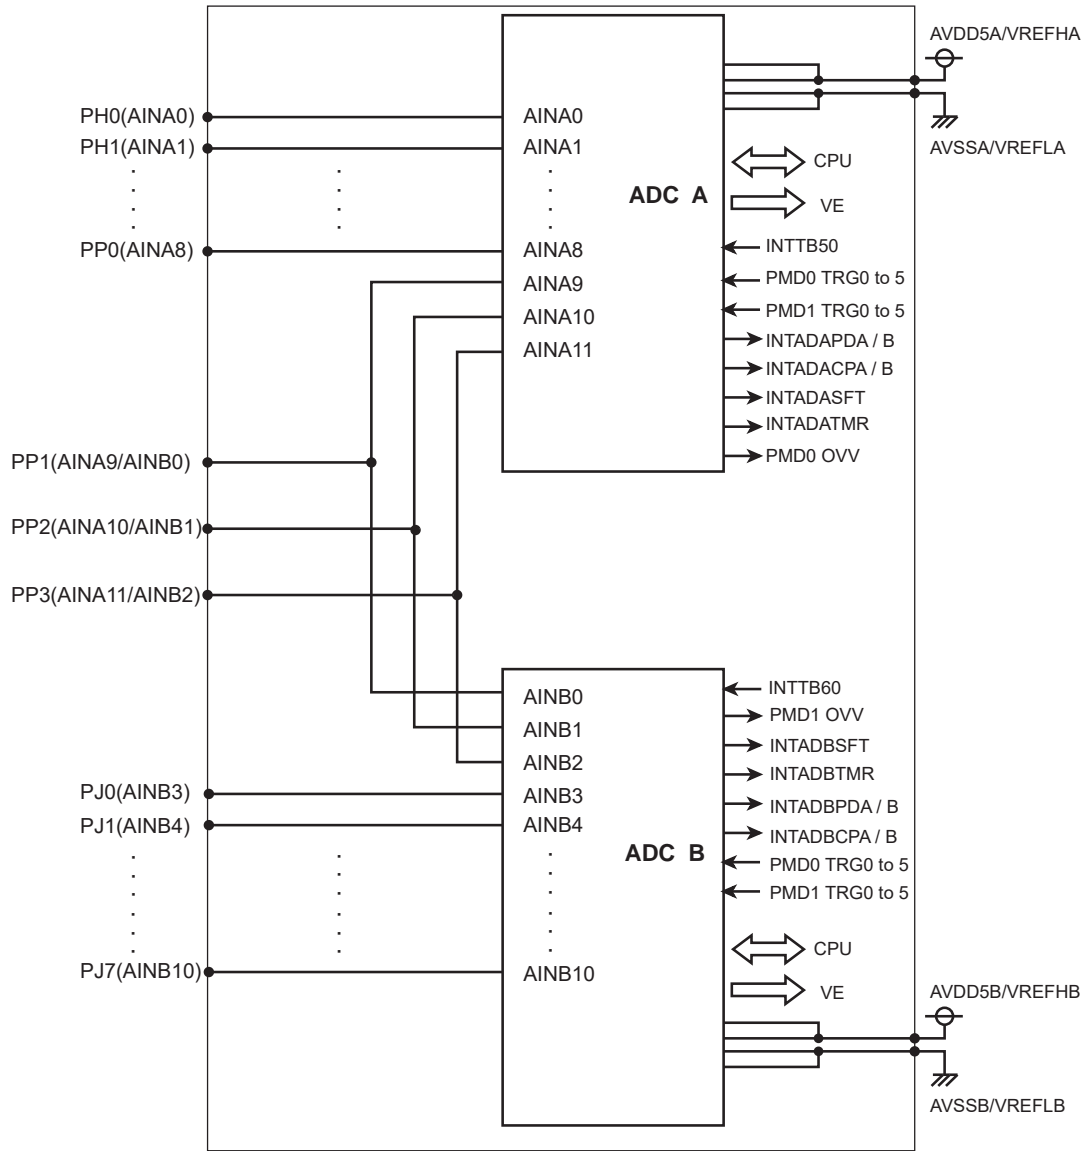 AVDD5A/VREFHA
PH0(AINA0)
AINA0
PH1(AINA1)
AINA1
AVSSA/VREFLA
CPU
ADC A
VE
PP0(AINA8)
AINA8
INTTB50
AINA9
PMD0 TRG0 to 5
AINA10
PMD1 TRG0 to 5
AINA11
INTADAPDA / B
INTADACPA / B
INTADASFT
INTADATMR
PMD0 OVV
PP1(AINA9/AINB0)
PP2(AINA10/AINB1)
PP3(AINA11/AINB2)
AINB0
INTTB60
AINB1
PMD1 OVV
AINB2
INTADBSFT
PJ0(AINB3)
AINB3
INTADBTMR
PJ1(AINB4)
AINB4
INTADBPDA / B
INTADBCPA / B
ADC B
PMD0 TRG0 to 5
PMD1 TRG0 to 5
CPU
PJ7(AINB10)
AINB10
VE
AVDD5B/VREFHB
AVSSB/VREFLB